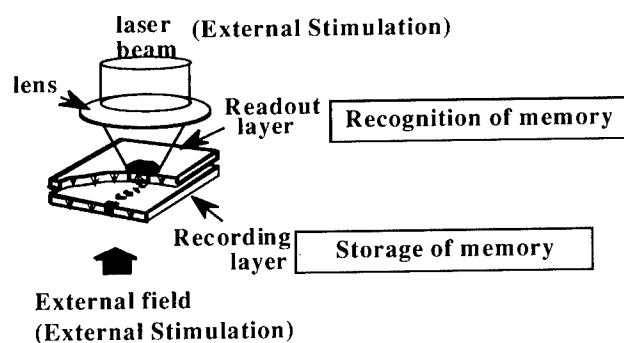 laser (External Stimulation)
beam
lens
Readout
layer
Recognition of memory
Recording
layer
Storage of memory
External field
(External Stimulation)